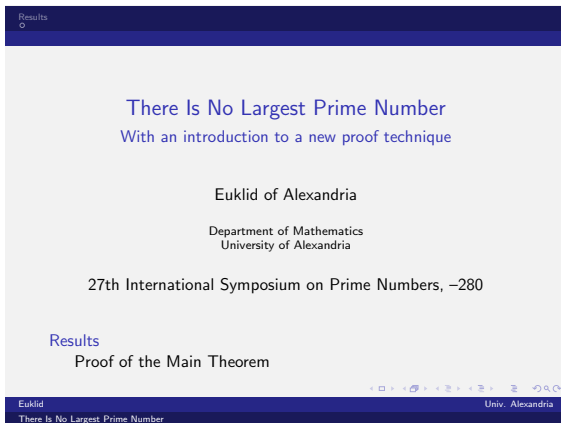 Results
There Is No Largest Prime Number
With an introduction to a new proof technique
Euklid of Alexandria
Department of Mathematics
University of Alexandria
27th International Symposium on Prime Numbers, –280
Results
Proof of the Main Theorem
Euklid Univ. Alexandria
There Is No Largest Prime Number